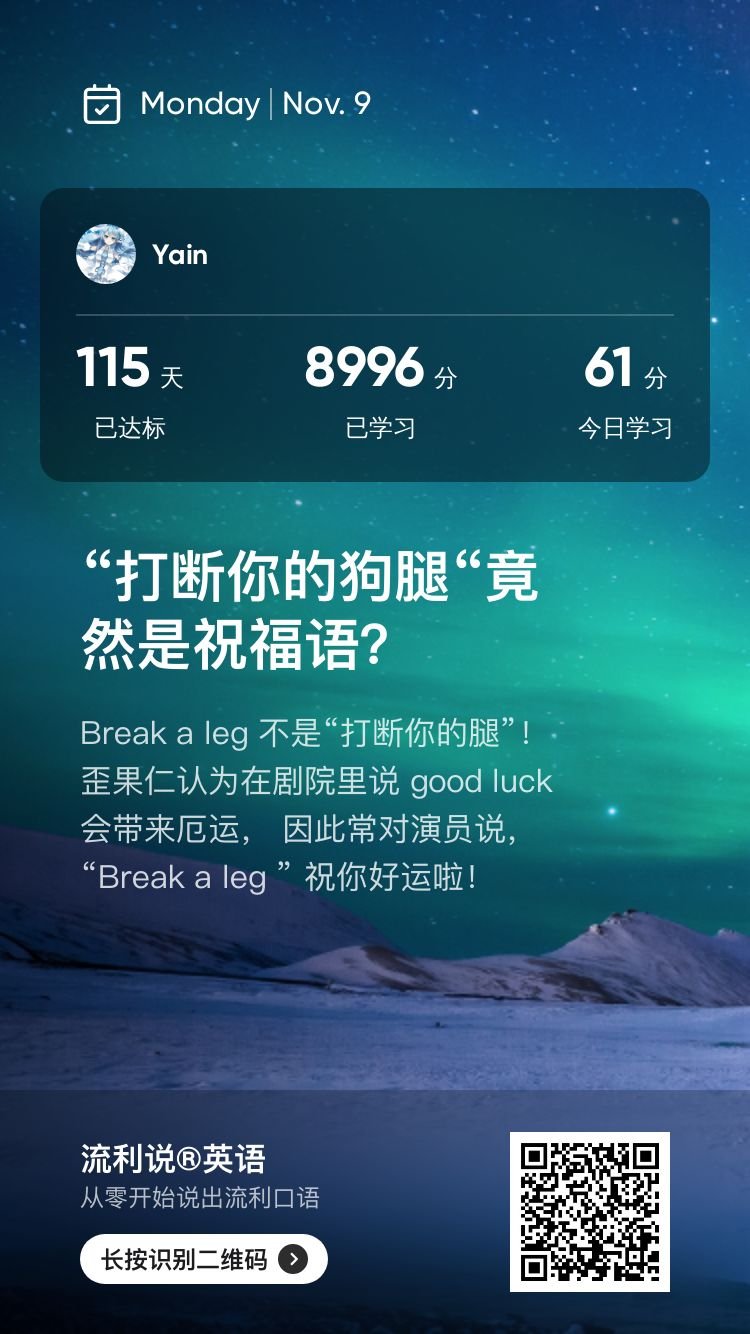 Monday | Nov. 9
Yain
115 天 8996 分 61 分
已达标 已学习 今日学习
“打断你的狗腿“竟
然是祝福语?
Break a leg 不是“打断你的腿”！
歪果仁认为在剧院里说 good luck
会带来厄运， 因此常对演员说，
“Break a leg ” 祝你好运啦！
流利说®英语
从零开始说出流利口语
长按识别二维码